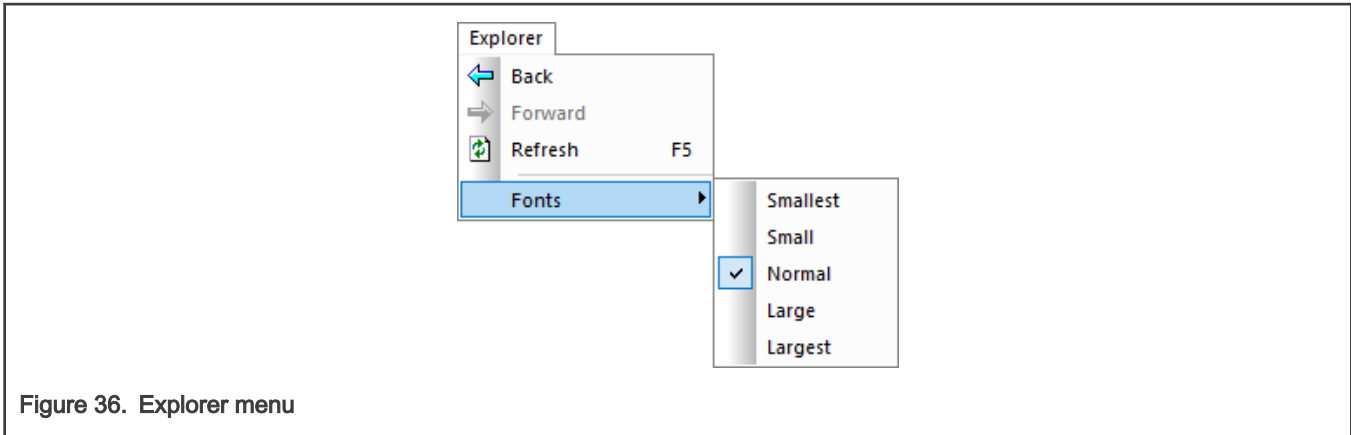 Explorer
Back
Forward
Refresh F5
Fonts
Smallest
Small
Normal
Large
Largest
Figure 36. Explorer menu